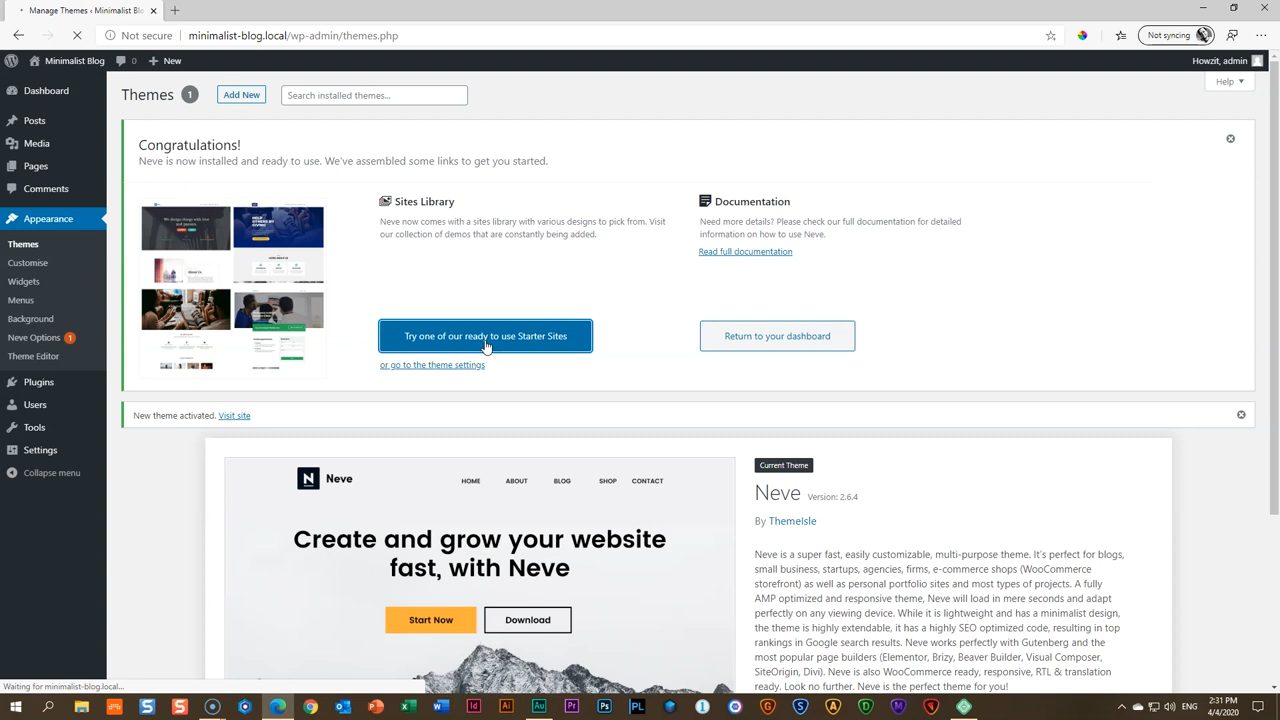 Manage Themes ‹ Minimalist Blog
Not secure
minimalist-blog.local/wp-admin/themes.php
Not syncing
Minimalist Blog
0
New
Howzit, admin
Dashboard
Posts
Media
Pages
Comments
Appearance
Themes
Customise
Widgets
Menus
Background
Neve Options 1
Theme Editor
Plugins
Users
Tools
Settings
Collapse menu
Themes 1
Add New
Search installed themes...
Help
Congratulations!
Neve is now installed and ready to use. We've assembled some links to get you started.
Sites Library
Neve now comes with a sites library with various designs to pick from. Visit
our collection of demos that are constantly being added.
Try one of our ready to use Starter Sites
or go to the theme settings
Documentation
Need more details? Please check our full documentation for detailed
information on how to use Neve.
Read full documentation
Return to your dashboard
New theme activated. Visit site
N Neve
HOME ABOUT BLOG SHOP CONTACT
Create and grow your website
fast, with Neve
Start Now
Download
Current Theme
Neve Version: 2.6.4
By ThemeIsle
Neve is a super fast, easily customizable, multi-purpose theme. It's perfect for blogs,
small business, startups, agencies, firms, e-commerce shops (WooCommerce
storefront) as well as personal portfolio sites and most types of projects. A fully
AMP optimized and responsive theme, Neve will load in mere seconds and adapt
perfectly on any viewing device. While it is lightweight and has a minimalist design,
the theme is highly extendable, it has a highly SEO optimized code, resulting in top
rankings in Google search results. Neve works perfectly with Gutenberg and the
most popular page builders (Elementor, Brizy, Beaver Builder, Visual Composer,
SiteOrigin, Divi). Neve is also WooCommerce ready, responsive, RTL & translation
ready. Look no further. Neve is the perfect theme for you!
Waiting for minimalist-blog.local...
2:31 PM
4/4/2020